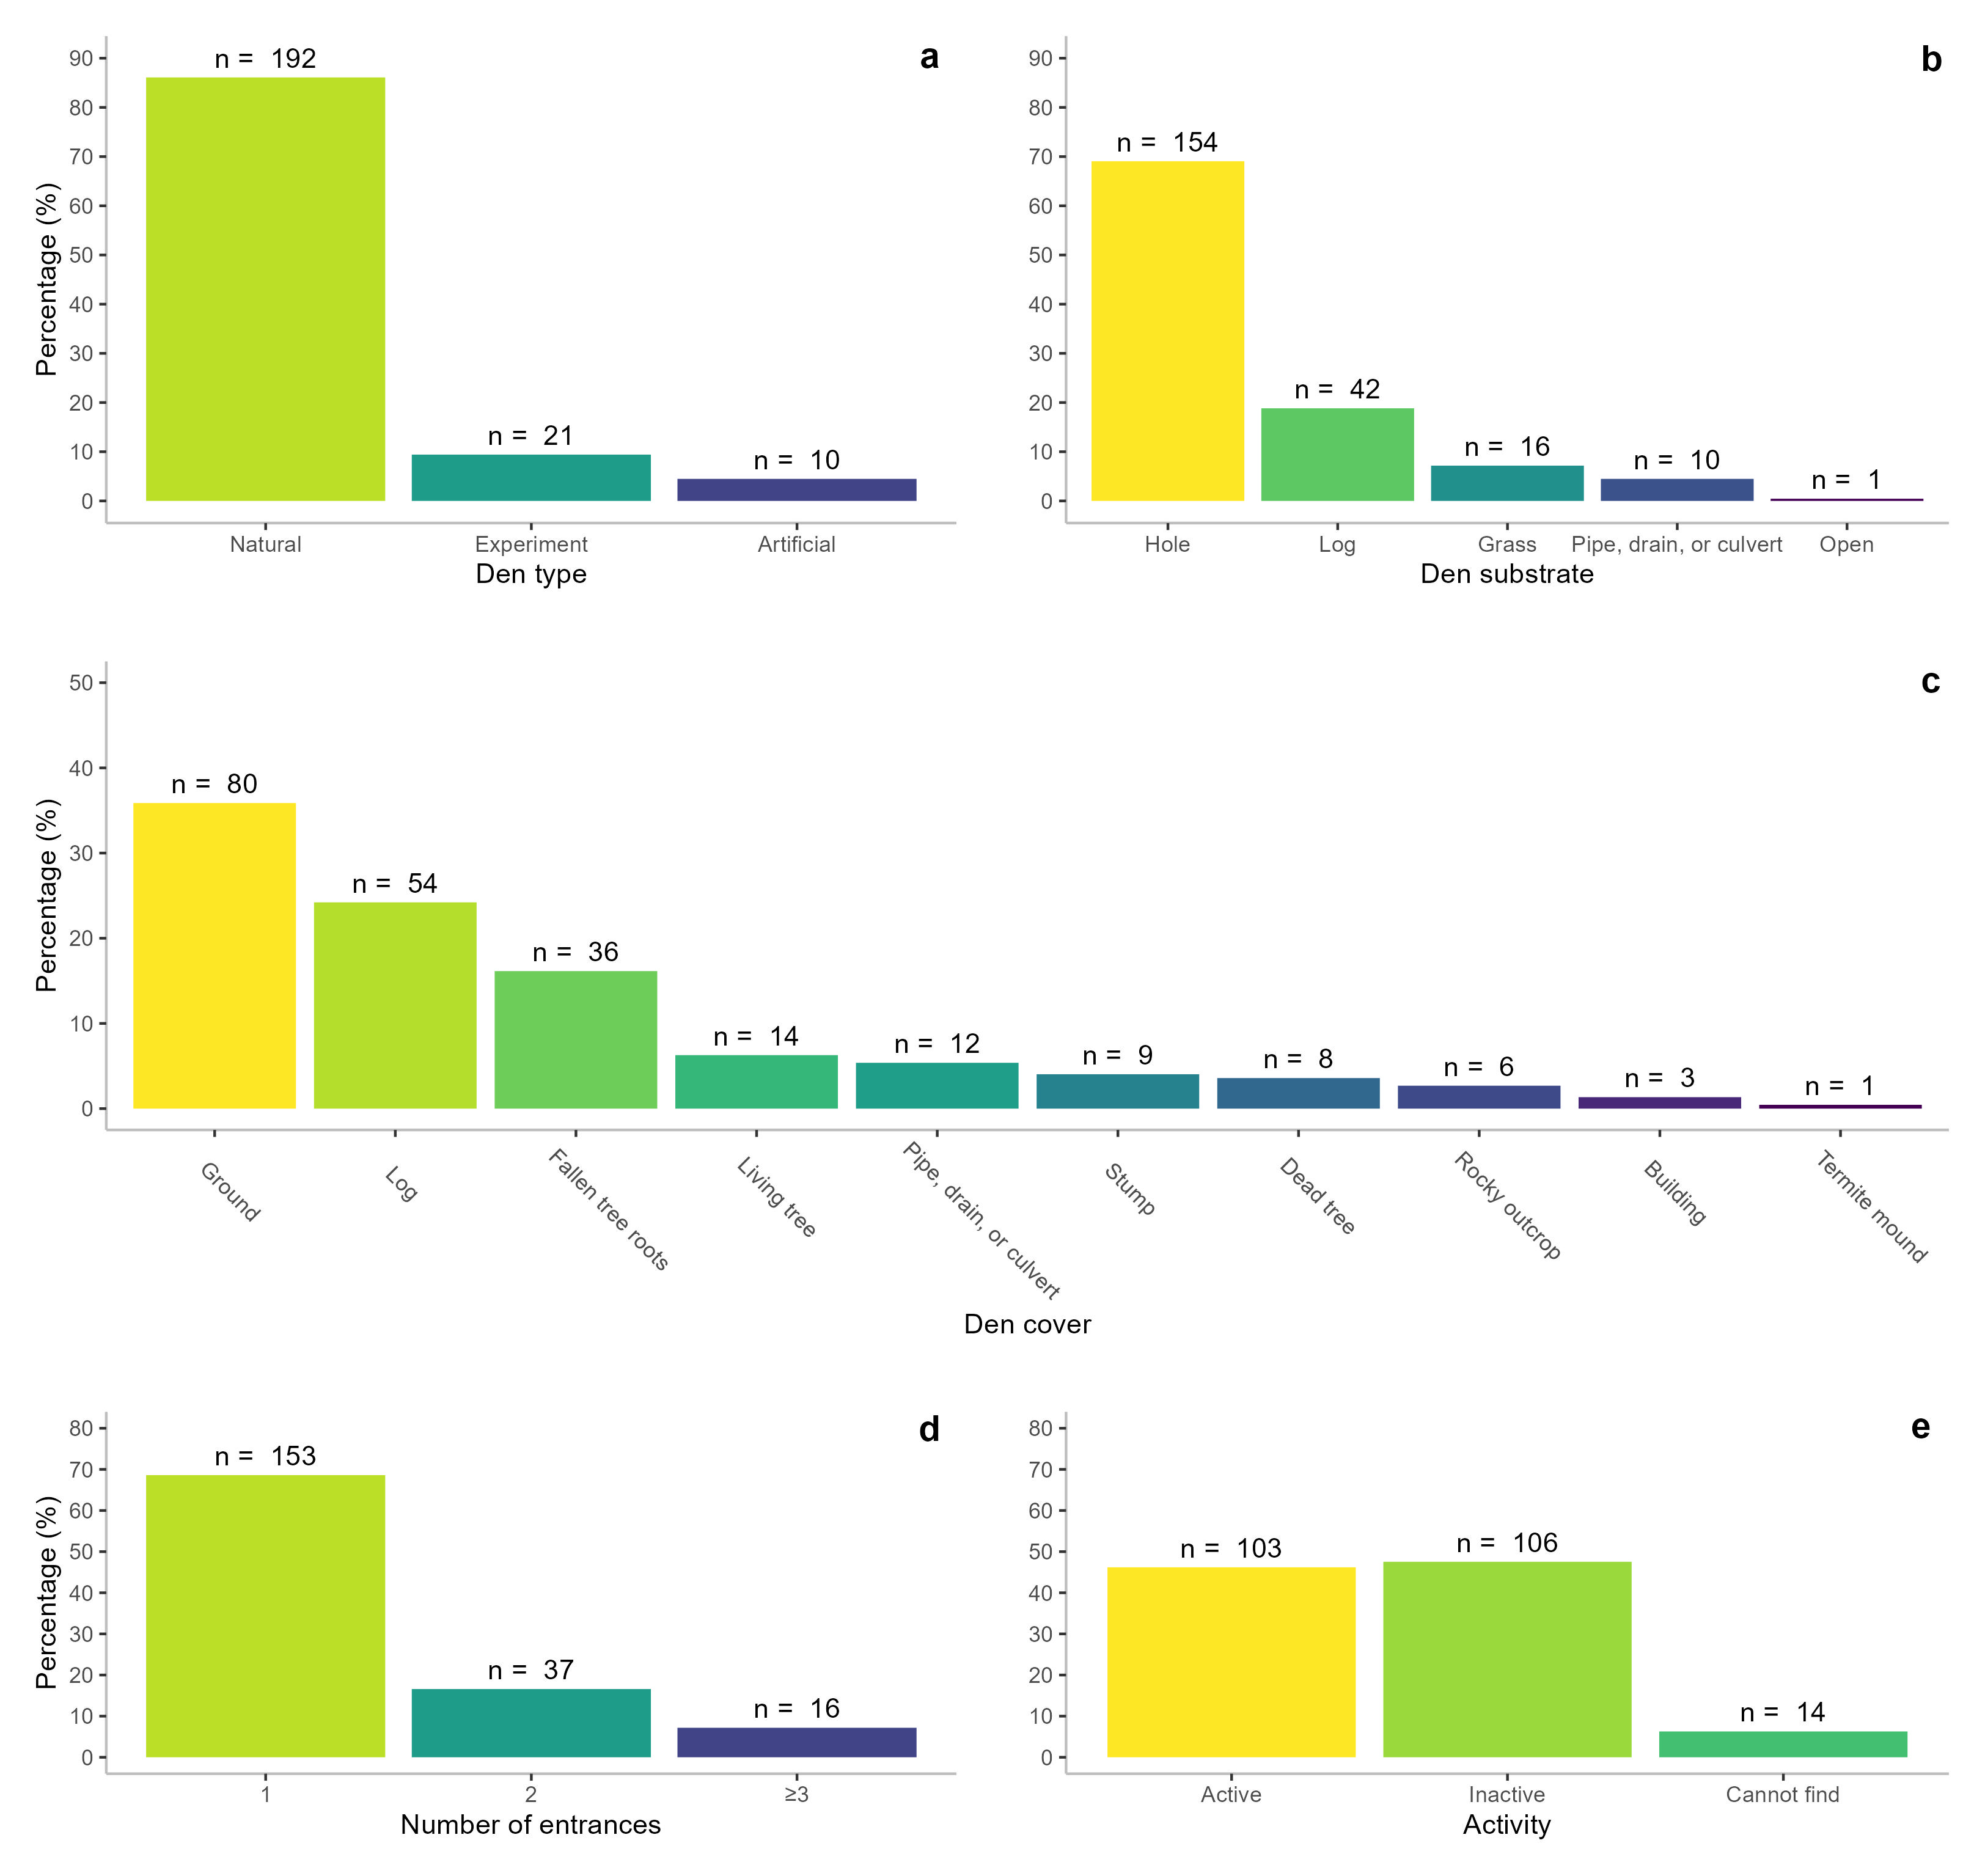 a
n = 192
n = 21
n = 10
90
80
70
60
50
40
30
20
10
0
Percentage (%)
Natural Experiment Artificial
Den type
b
n = 154
n = 42
n = 16
n = 10
n = 1
90
80
70
60
50
40
30
20
10
0
Hole Log Grass Pipe, drain, or culvert Open
Den substrate
c
n = 80
n = 54
n = 36
n = 14
n = 12
n = 9
n = 8
n = 6
n = 3
n = 1
50
40
30
20
10
0
Percentage (%)
Ground
Log
Fallen tree roots
Living tree
Pipe, drain, or culvert
Stump
Dead tree
Rocky outcrop
Building
Termite mound
Den cover
d
n = 153
n = 37
n = 16
80
70
60
50
40
30
20
10
0
Percentage (%)
1 2 ≥3
Number of entrances
e
n = 103
n = 106
n = 14
80
70
60
50
40
30
20
10
0
Active Inactive Cannot find
Activity